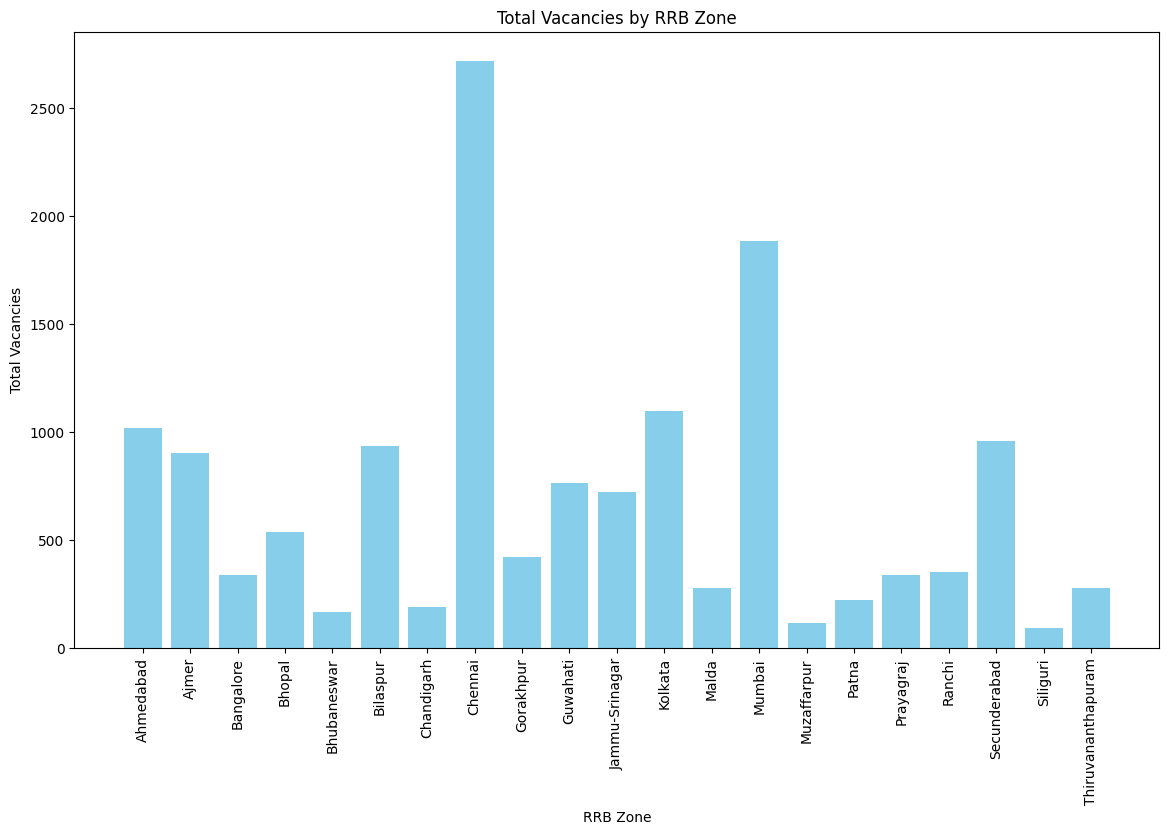 Total Vacancies by RRB Zone
Total Vacancies
2500
2000
1500
1000
500
0
Ahmedabad
Ajmer
Bangalore
Bhopal
Bhubaneswar
Bilaspur
Chandigarh
Chennai
Gorakhpur
Guwahati
Jammu-Srinagar
Kolkata
Malda
Mumbai
Muzaffarpur
Patna
Prayagraj
Ranchi
Secunderabad
Siliguri
Thiruvananthapuram
RRB Zone